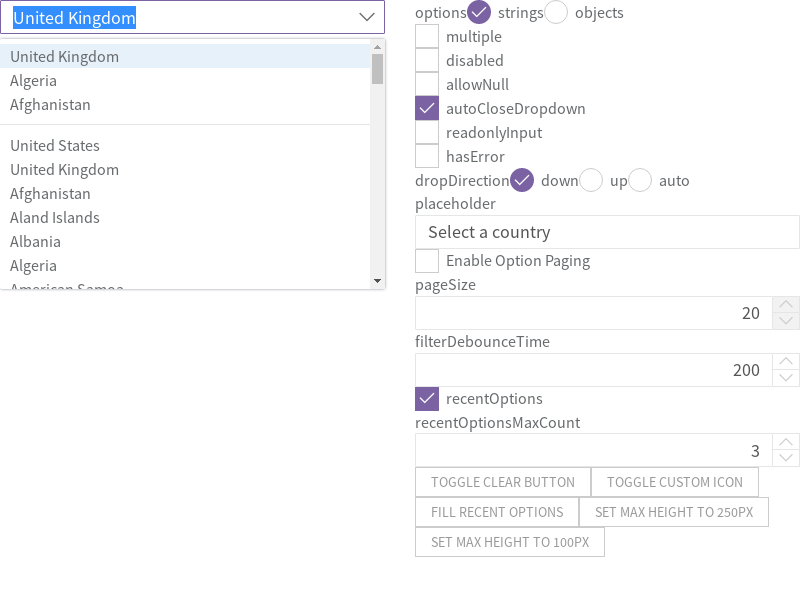 United Kingdom
United Kingdom
Algeria
Afghanistan
United States
United Kingdom
Afghanistan
Aland Islands
Albania
Algeria
American Samoa
options strings objects
multiple
disabled
allowNull
autoCloseDropdown
readonlyInput
hasError
dropDirection down up auto
placeholder
Select a country
Enable Option Paging
pageSize
20
filterDebounceTime
200
recentOptions
recentOptionsMaxCount
3
TOGGLE CLEAR BUTTON TOGGLE CUSTOM ICON
FILL RECENT OPTIONS SET MAX HEIGHT TO 250PX
SET MAX HEIGHT TO 100PX